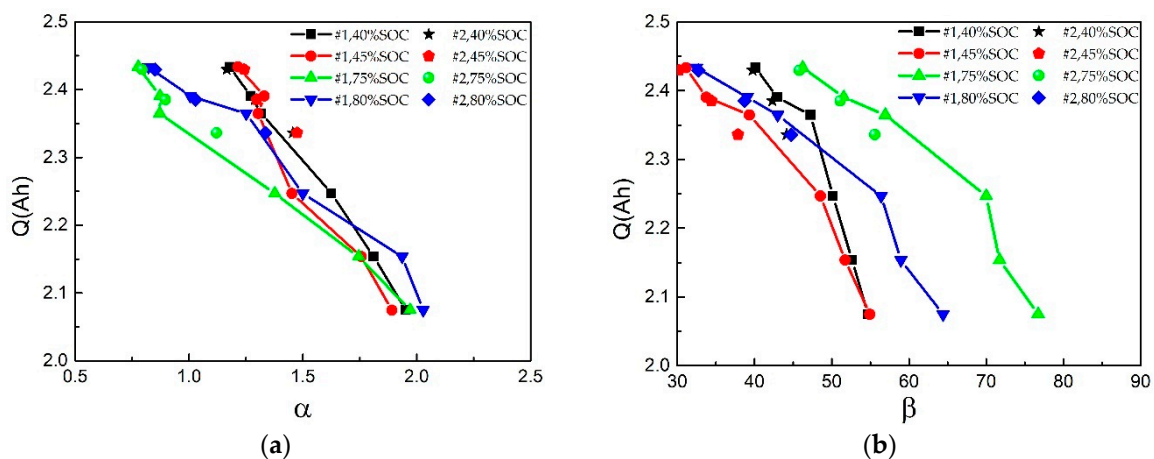 2.5
2.4
2.3
2.2
2.1
2.0
Q(Ah)
#1,40%SOC
#1,45%SOC
#1,75%SOC
#1,80%SOC
#2,40%SOC
#2,45%SOC
#2,75%SOC
#2,80%SOC
0.5 1.0 1.5 2.0 2.5
α
(a)
2.5
2.4
2.3
2.2
2.1
2.0
Q(Ah)
#1,40%SOC
#1,45%SOC
#1,75%SOC
#1,80%SOC
#2,40%SOC
#2,45%SOC
#2,75%SOC
#2,80%SOC
30 40 50 60 70 80 90
β
(b)